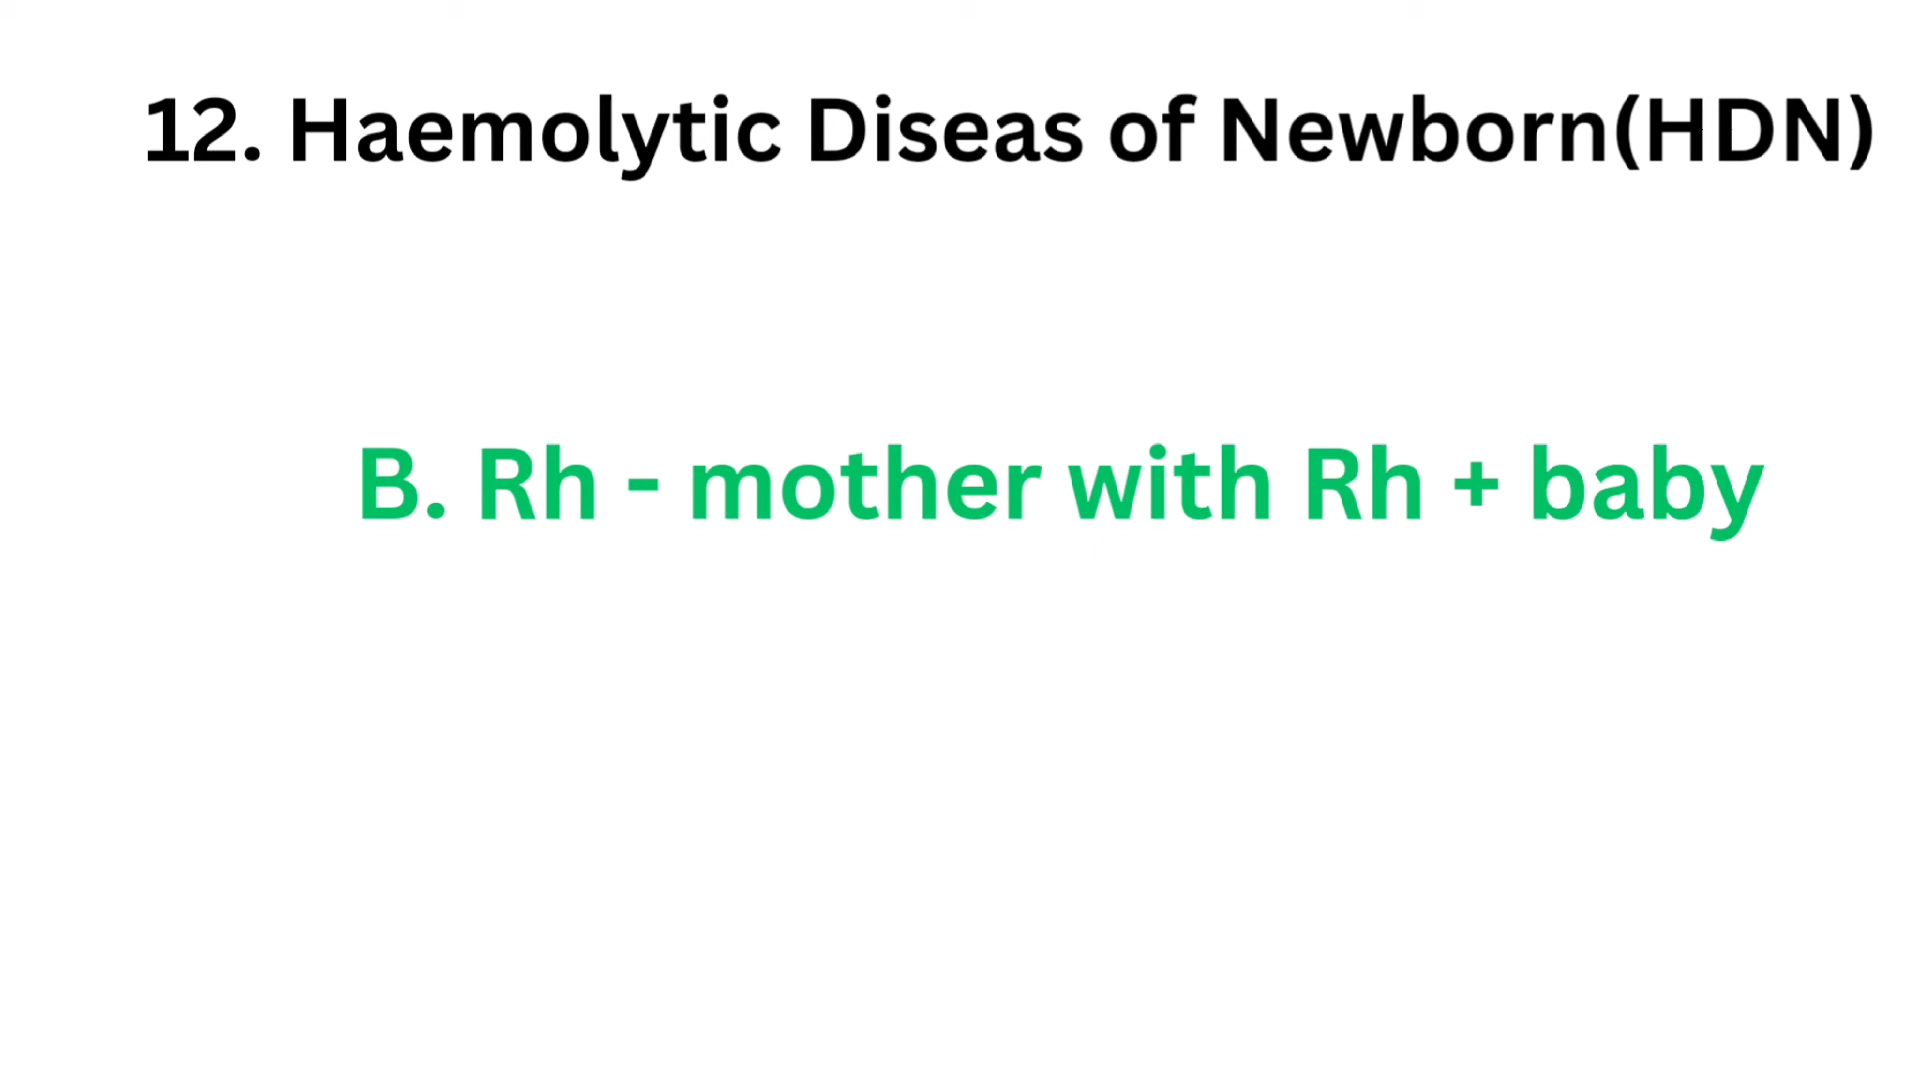 12. Haemolytic Diseas of Newborn(HDN)
B. Rh - mother with Rh + baby